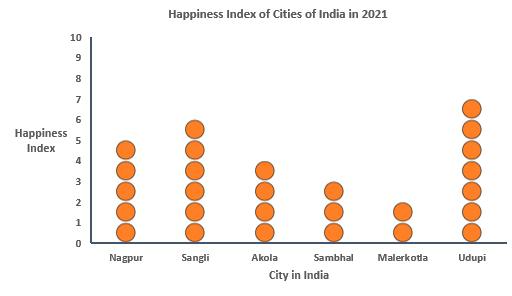 Happiness Index of Cities of India in 2021
10
9
8
7
6
5
4
3
2
1
0
Happiness
Index
Nagpur Sangli Akola Sambhal Malerkotla Udupi
City in India